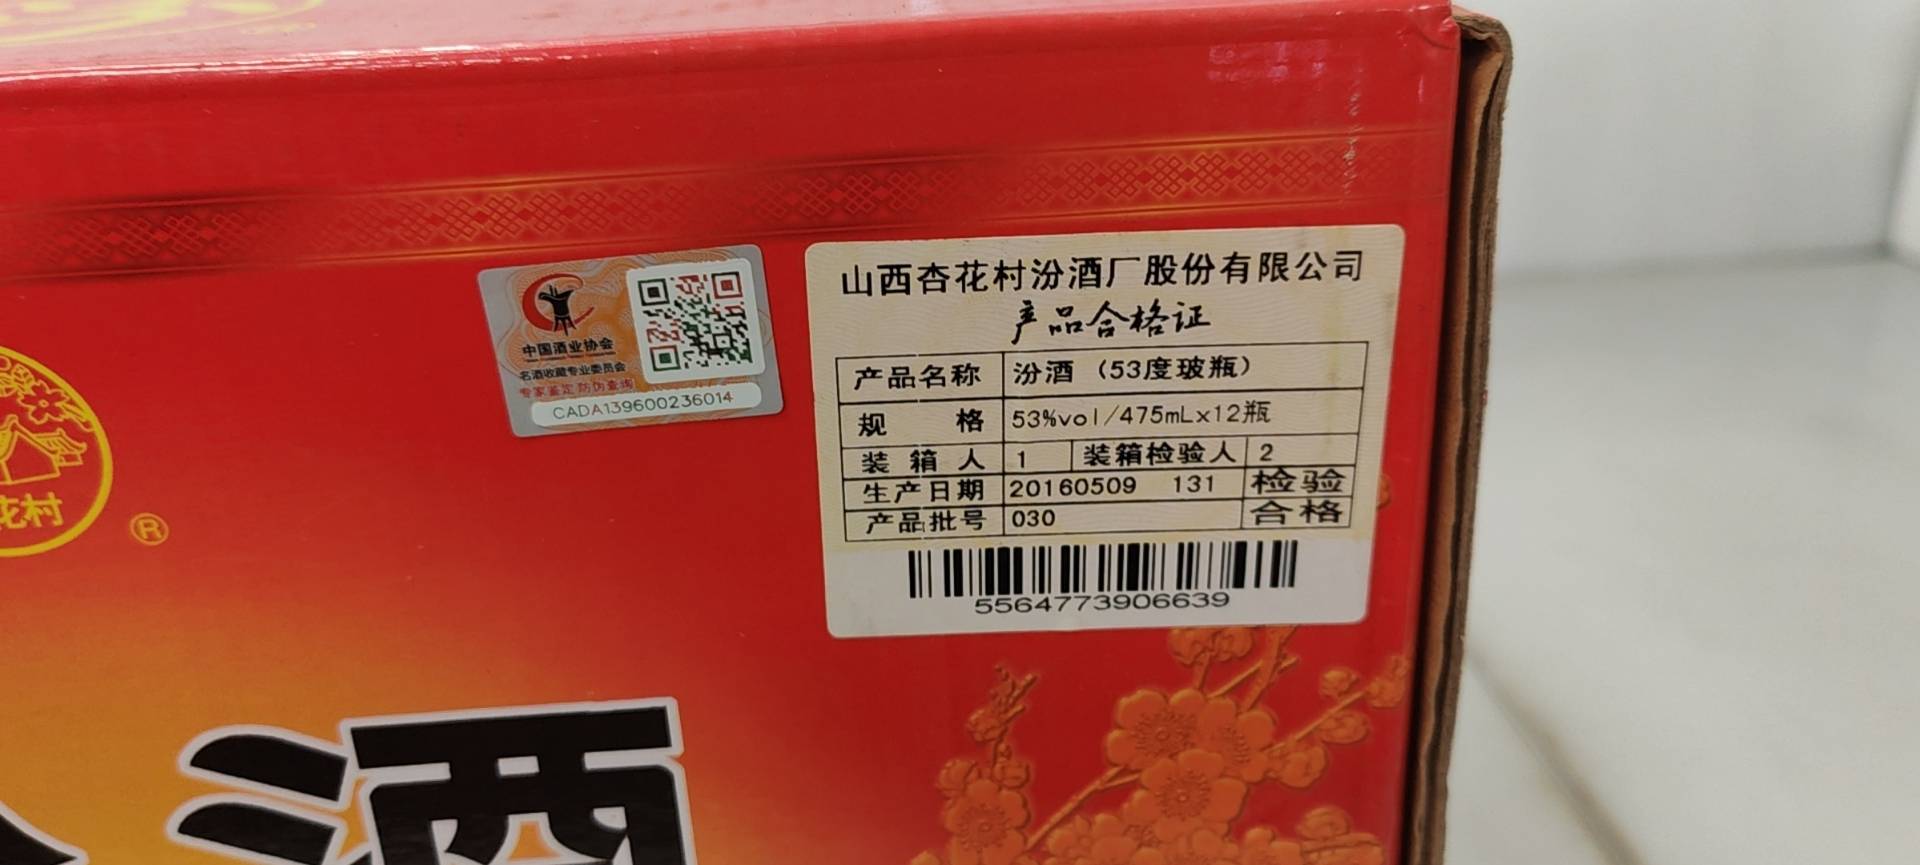 中国酒业协会
名酒收藏专业委员会
专家鉴定 防伪查询
CADA139600236014
山西杏花村汾酒厂股份有限公司
产品合格证
产品名称 汾酒（53度玻瓶）
规 格 53%vol/475mL×12瓶
装箱人 1 装箱检验人 2
生产日期 20160509 131 检验
产品批号 030 合格
5564773906639
花村
®
酒